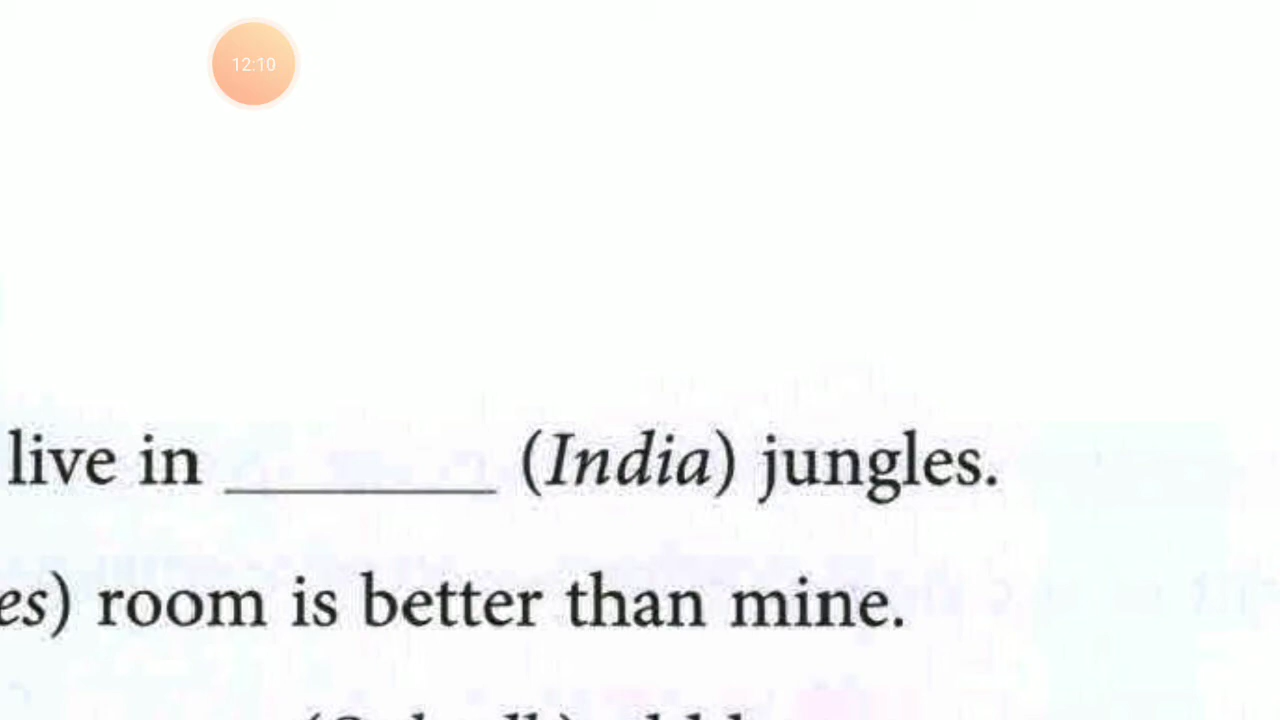 12:10
live in ________ (India) jungles.
es) room is better than mine.